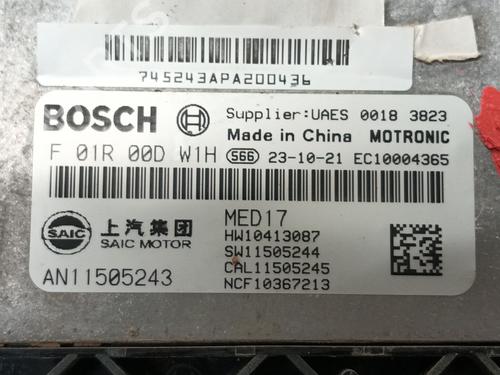 745243APA200436
BOSCH Supplier:UAES 0018 3823
Made in China MOTRONIC
F 01R 00D W1H S66 23-10-21 EC10004365
SAIC 上汽集团
SAIC MOTOR
MED17
HW10413087
SW11505244
CAL11505245
NCF10367213
AN11505243